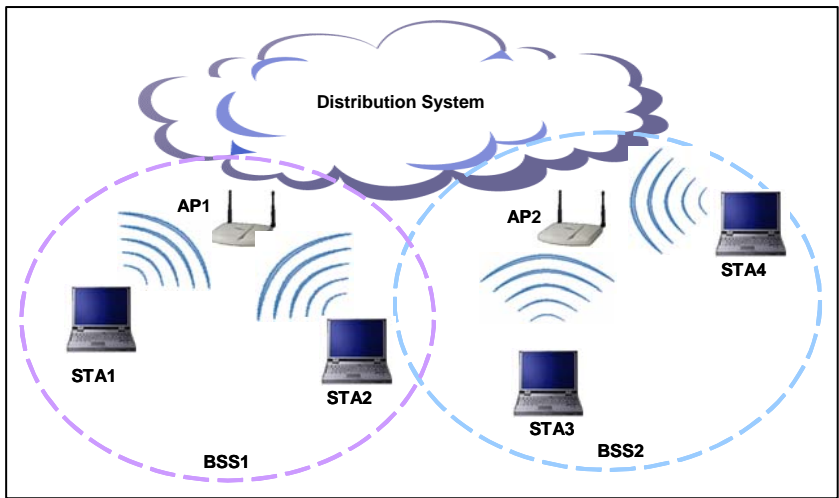 Distribution System
AP1
AP2
STA4
STA1
STA2
STA3
BSS1
BSS2